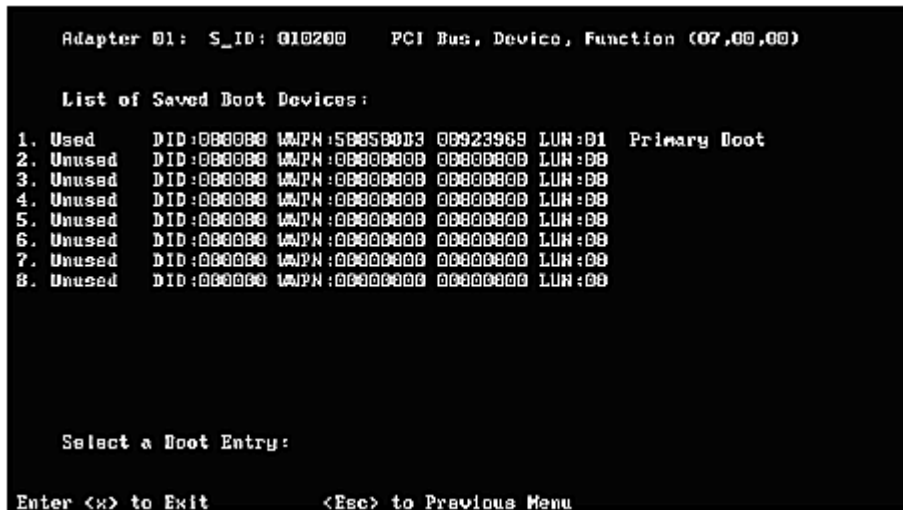 Adapter 01: S_ID: 010200 PCI Bus, Device, Function (07,00,00)
List of Saved Boot Devices:
1. Used DID:000000 WWPN:500508B3 LUN:01 Primary Boot
2. Unused DID:000000 WWPN:00000000 00000000 LUN:00
3. Unused DID:000000 WWPN:00000000 00000000 LUN:00
4. Unused DID:000000 WWPN:00000000 00000000 LUN:00
5. Unused DID:000000 WWPN:00000000 00000000 LUN:00
6. Unused DID:000000 WWPN:00000000 00000000 LUN:00
7. Unused DID:000000 WWPN:00000000 00000000 LUN:00
8. Unused DID:000000 WWPN:00000000 00000000 LUN:00
Select a Boot Entry:
Enter <x> to Exit <Esc> to Previous Menu